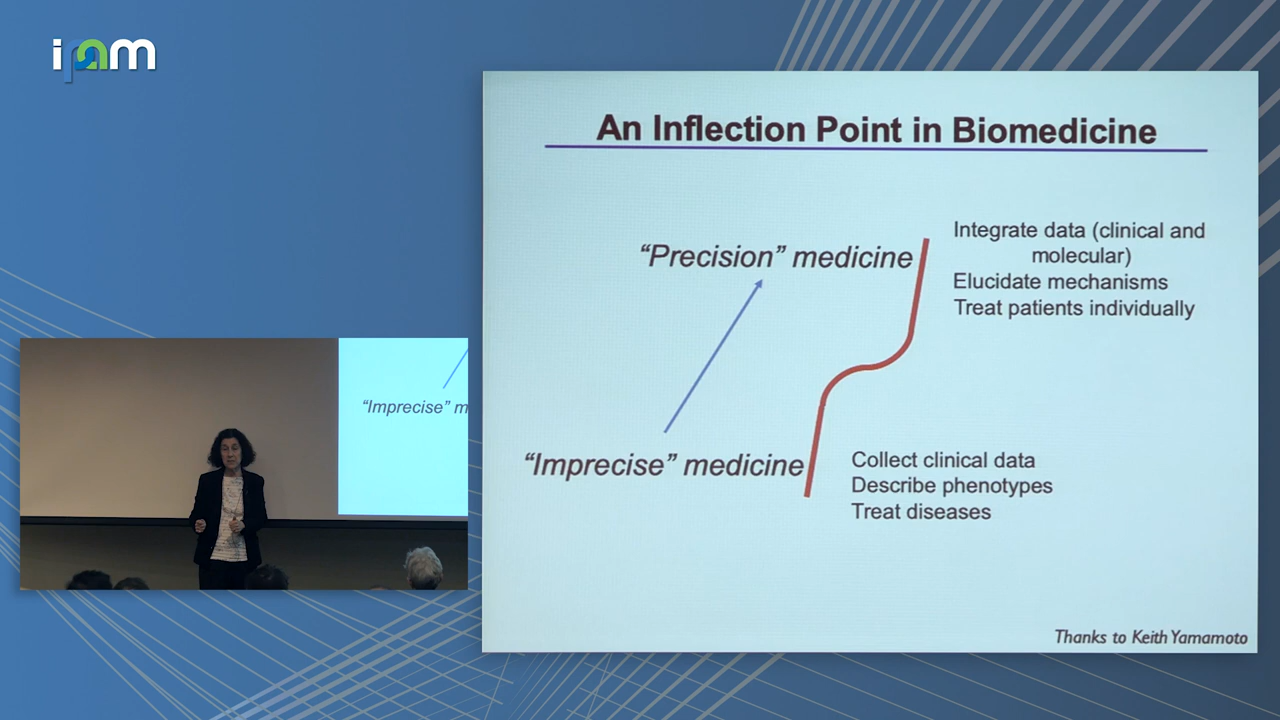 ipam
An Inflection Point in Biomedicine
Integrate data (clinical and
molecular)
Elucidate mechanisms
Treat patients individually
“Precision” medicine
“Imprecise” medicine
Collect clinical data
Describe phenotypes
Treat diseases
Thanks to Keith Yamamoto
“Imprecise” m